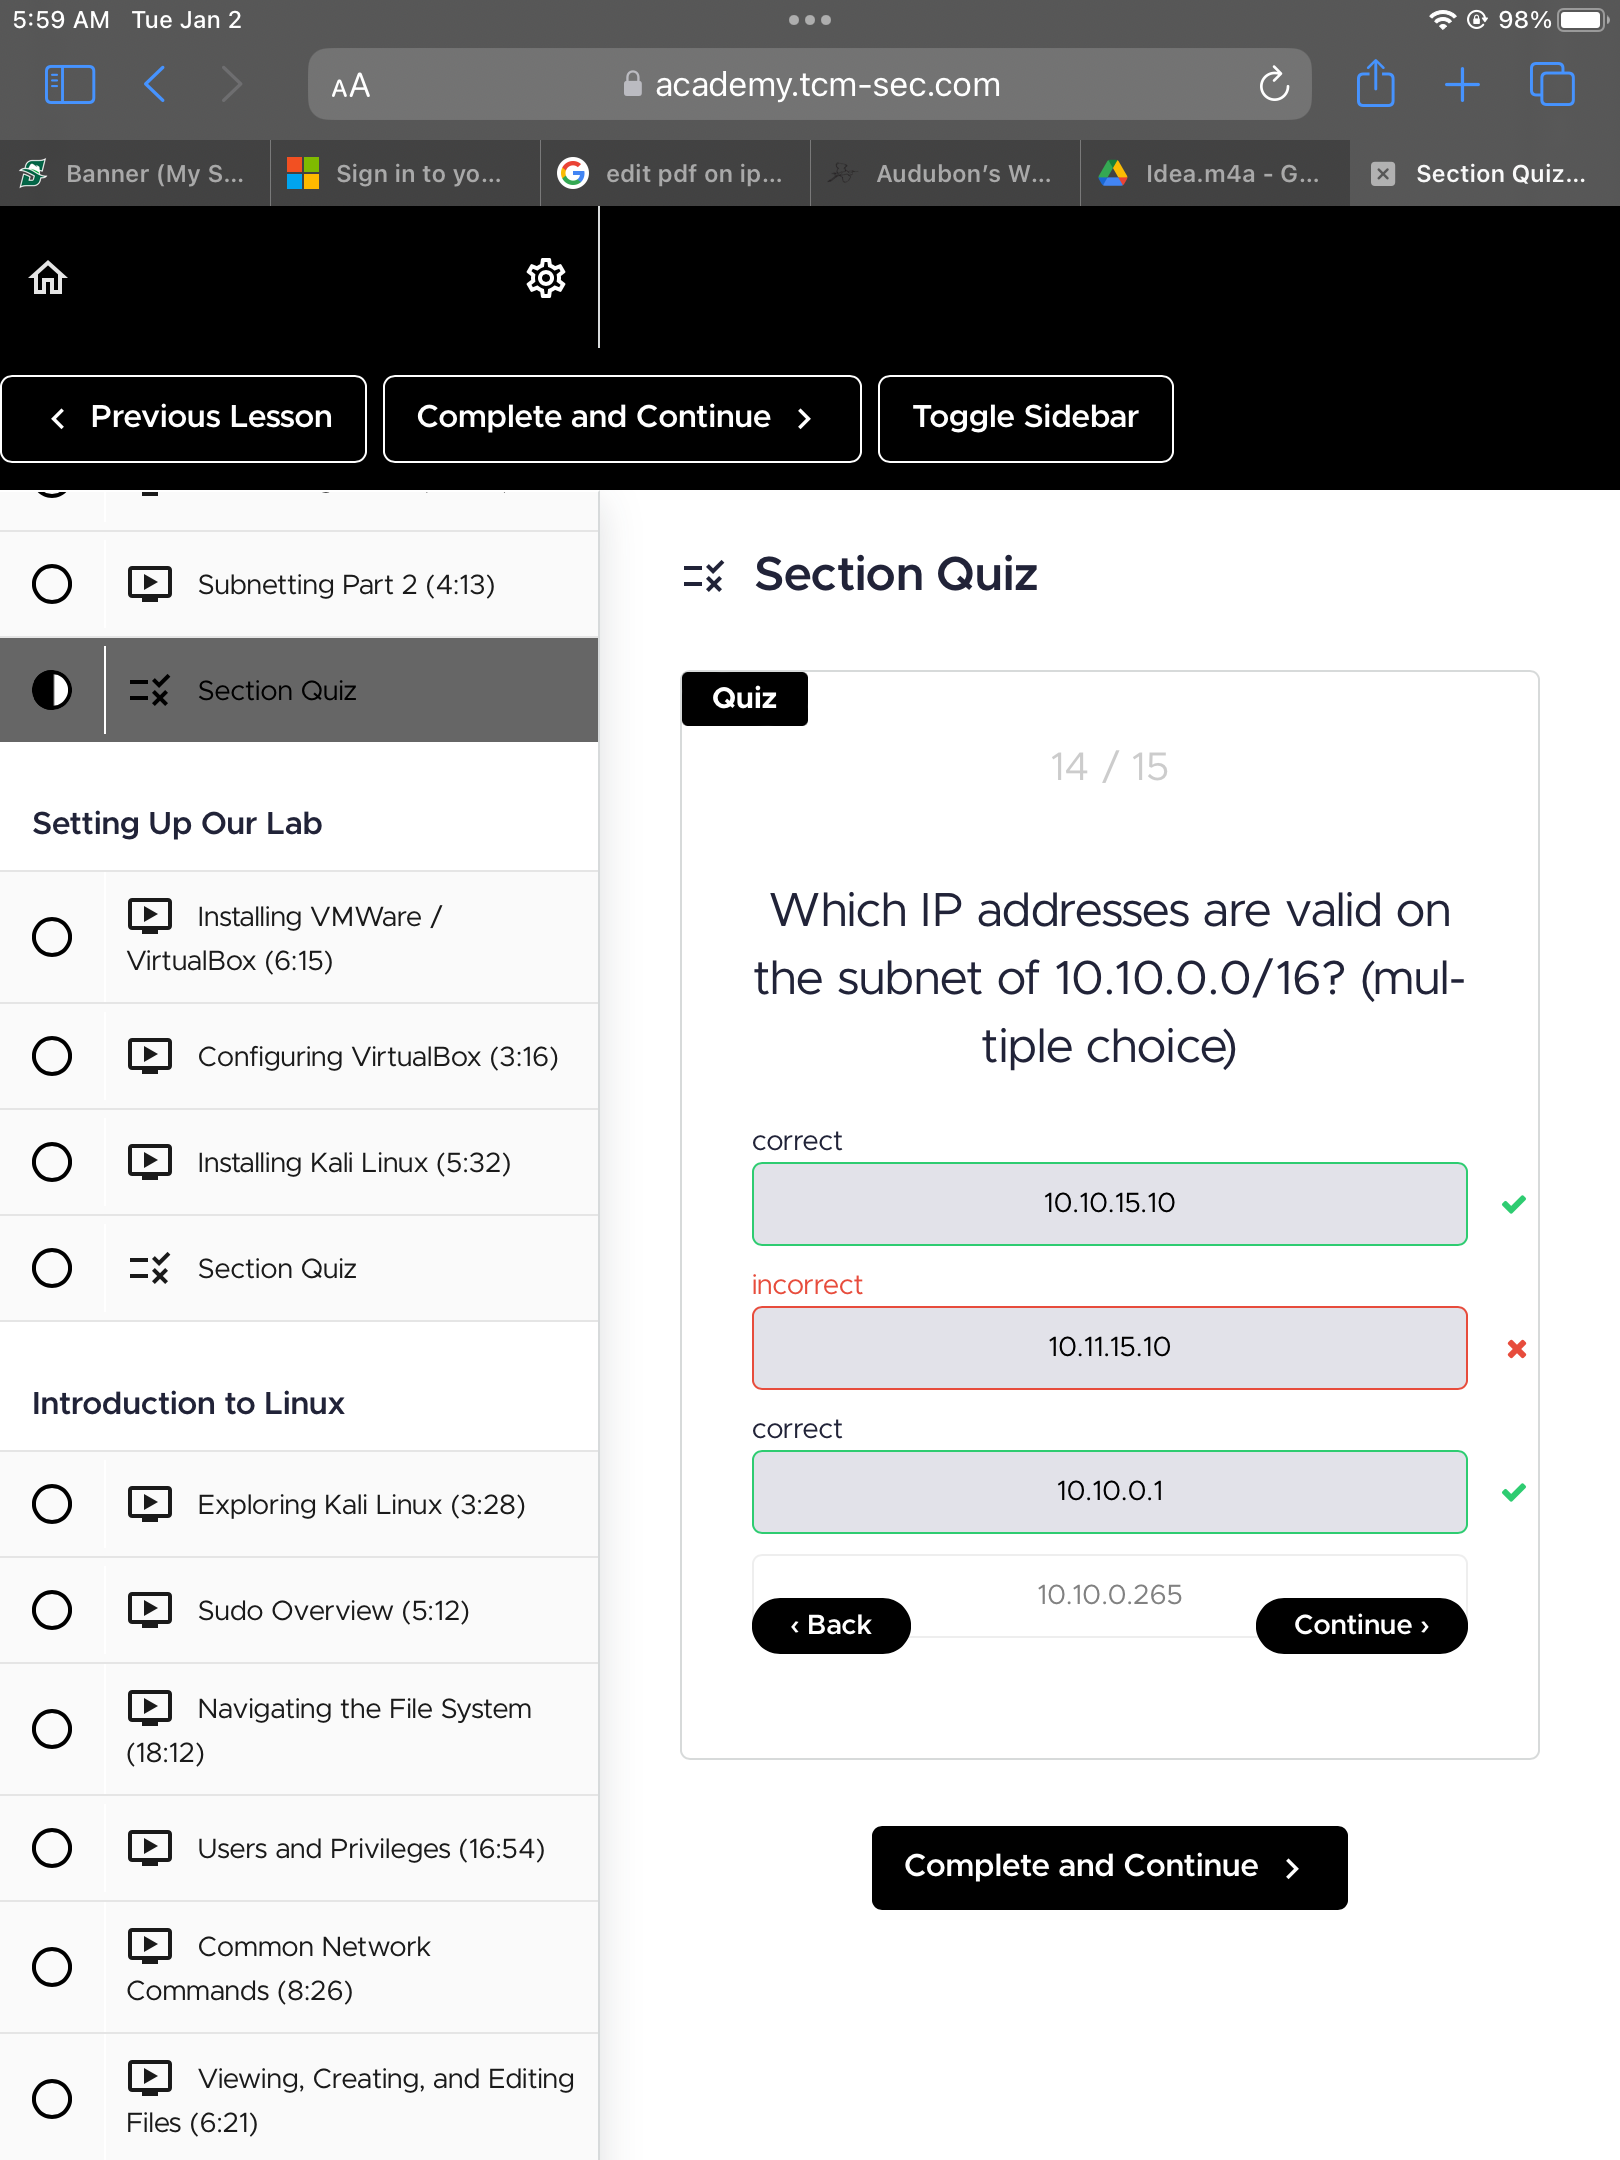 5:59 AM Tue Jan 2
98%
AA
academy.tcm-sec.com
Banner (My S...
Sign in to yo...
edit pdf on ip...
Audubon's W...
Idea.m4a - G...
Section Quiz...
Previous Lesson
Complete and Continue
Toggle Sidebar
Subnetting Part 2 (4:13)
Section Quiz
Setting Up Our Lab
Installing VMWare /
VirtualBox (6:15)
Configuring VirtualBox (3:16)
Installing Kali Linux (5:32)
Section Quiz
Introduction to Linux
Exploring Kali Linux (3:28)
Sudo Overview (5:12)
Navigating the File System
(18:12)
Users and Privileges (16:54)
Common Network
Commands (8:26)
Viewing, Creating, and Editing
Files (6:21)
Section Quiz
Quiz
14 / 15
Which IP addresses are valid on
the subnet of 10.10.0.0/16? (mul-
tiple choice)
correct
10.10.15.10
incorrect
10.11.15.10
correct
10.10.0.1
10.10.0.265
‹ Back
Continue ›
Complete and Continue